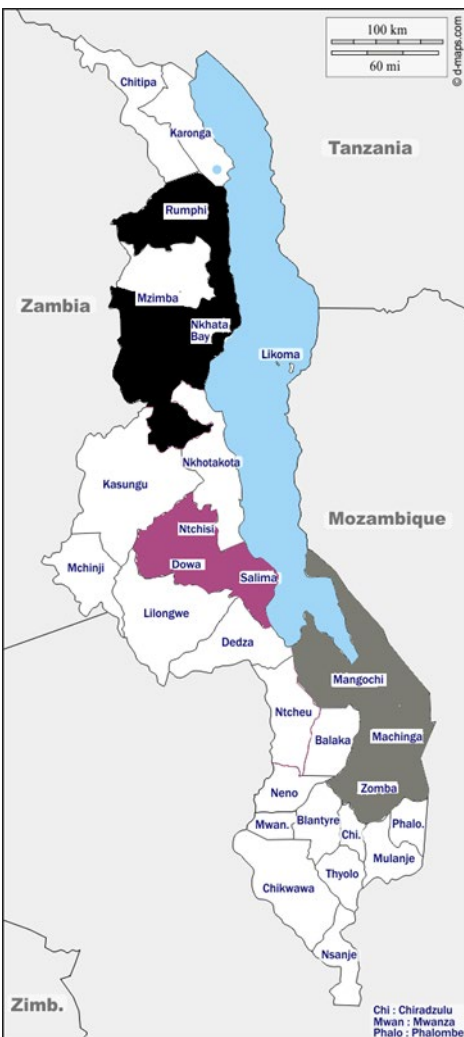 100 km
60 mi
© d-maps.com
Chitipa
Karonga
Tanzania
Rumphi
Zambia
Mzimba
Nkhata
Bay
Likoma
Nkhotakota
Kasungu
Mozambique
Ntchisi
Mchinji
Dowa
Salima
Lilongwe
Dedza
Mangochi
Ntcheu
Machinga
Balaka
Neno
Zomba
Mwan.
Blantyre
Chi.
Phalo.
Mulanje
Thyolo
Chikwawa
Nsanje
Zimb.
Chi : Chiradzulu
Mwan : Mwanza
Phalo : Phalombe